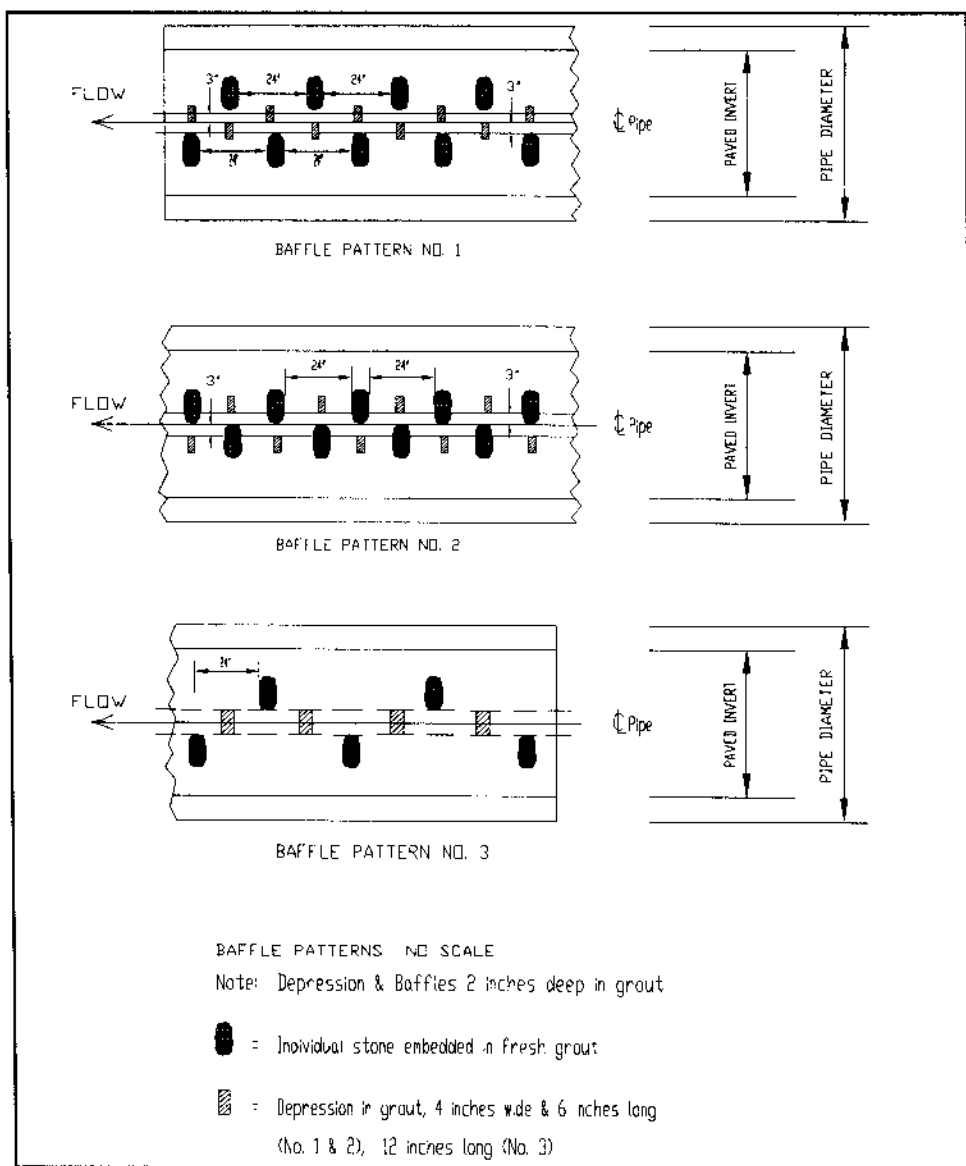 3" 24" 24" 3"
FLOW
℄ Pipe
PAVED INVERT
PIPE DIAMETER
24" 24"
BAFFLE PATTERN NO. 1
24" 24"
3" 3"
FLOW
℄ Pipe
PAVED INVERT
PIPE DIAMETER
BAFFLE PATTERN NO. 2
24"
FLOW
℄ Pipe
PAVED INVERT
PIPE DIAMETER
BAFFLE PATTERN NO. 3
BAFFLE PATTERNS NO SCALE
Note: Depression & Baffles 2 inches deep in grout
= Individual stone embedded in fresh grout
= Depression in grout, 4 inches wide & 6 inches long
(No. 1 & 2), 12 inches long (No. 3)